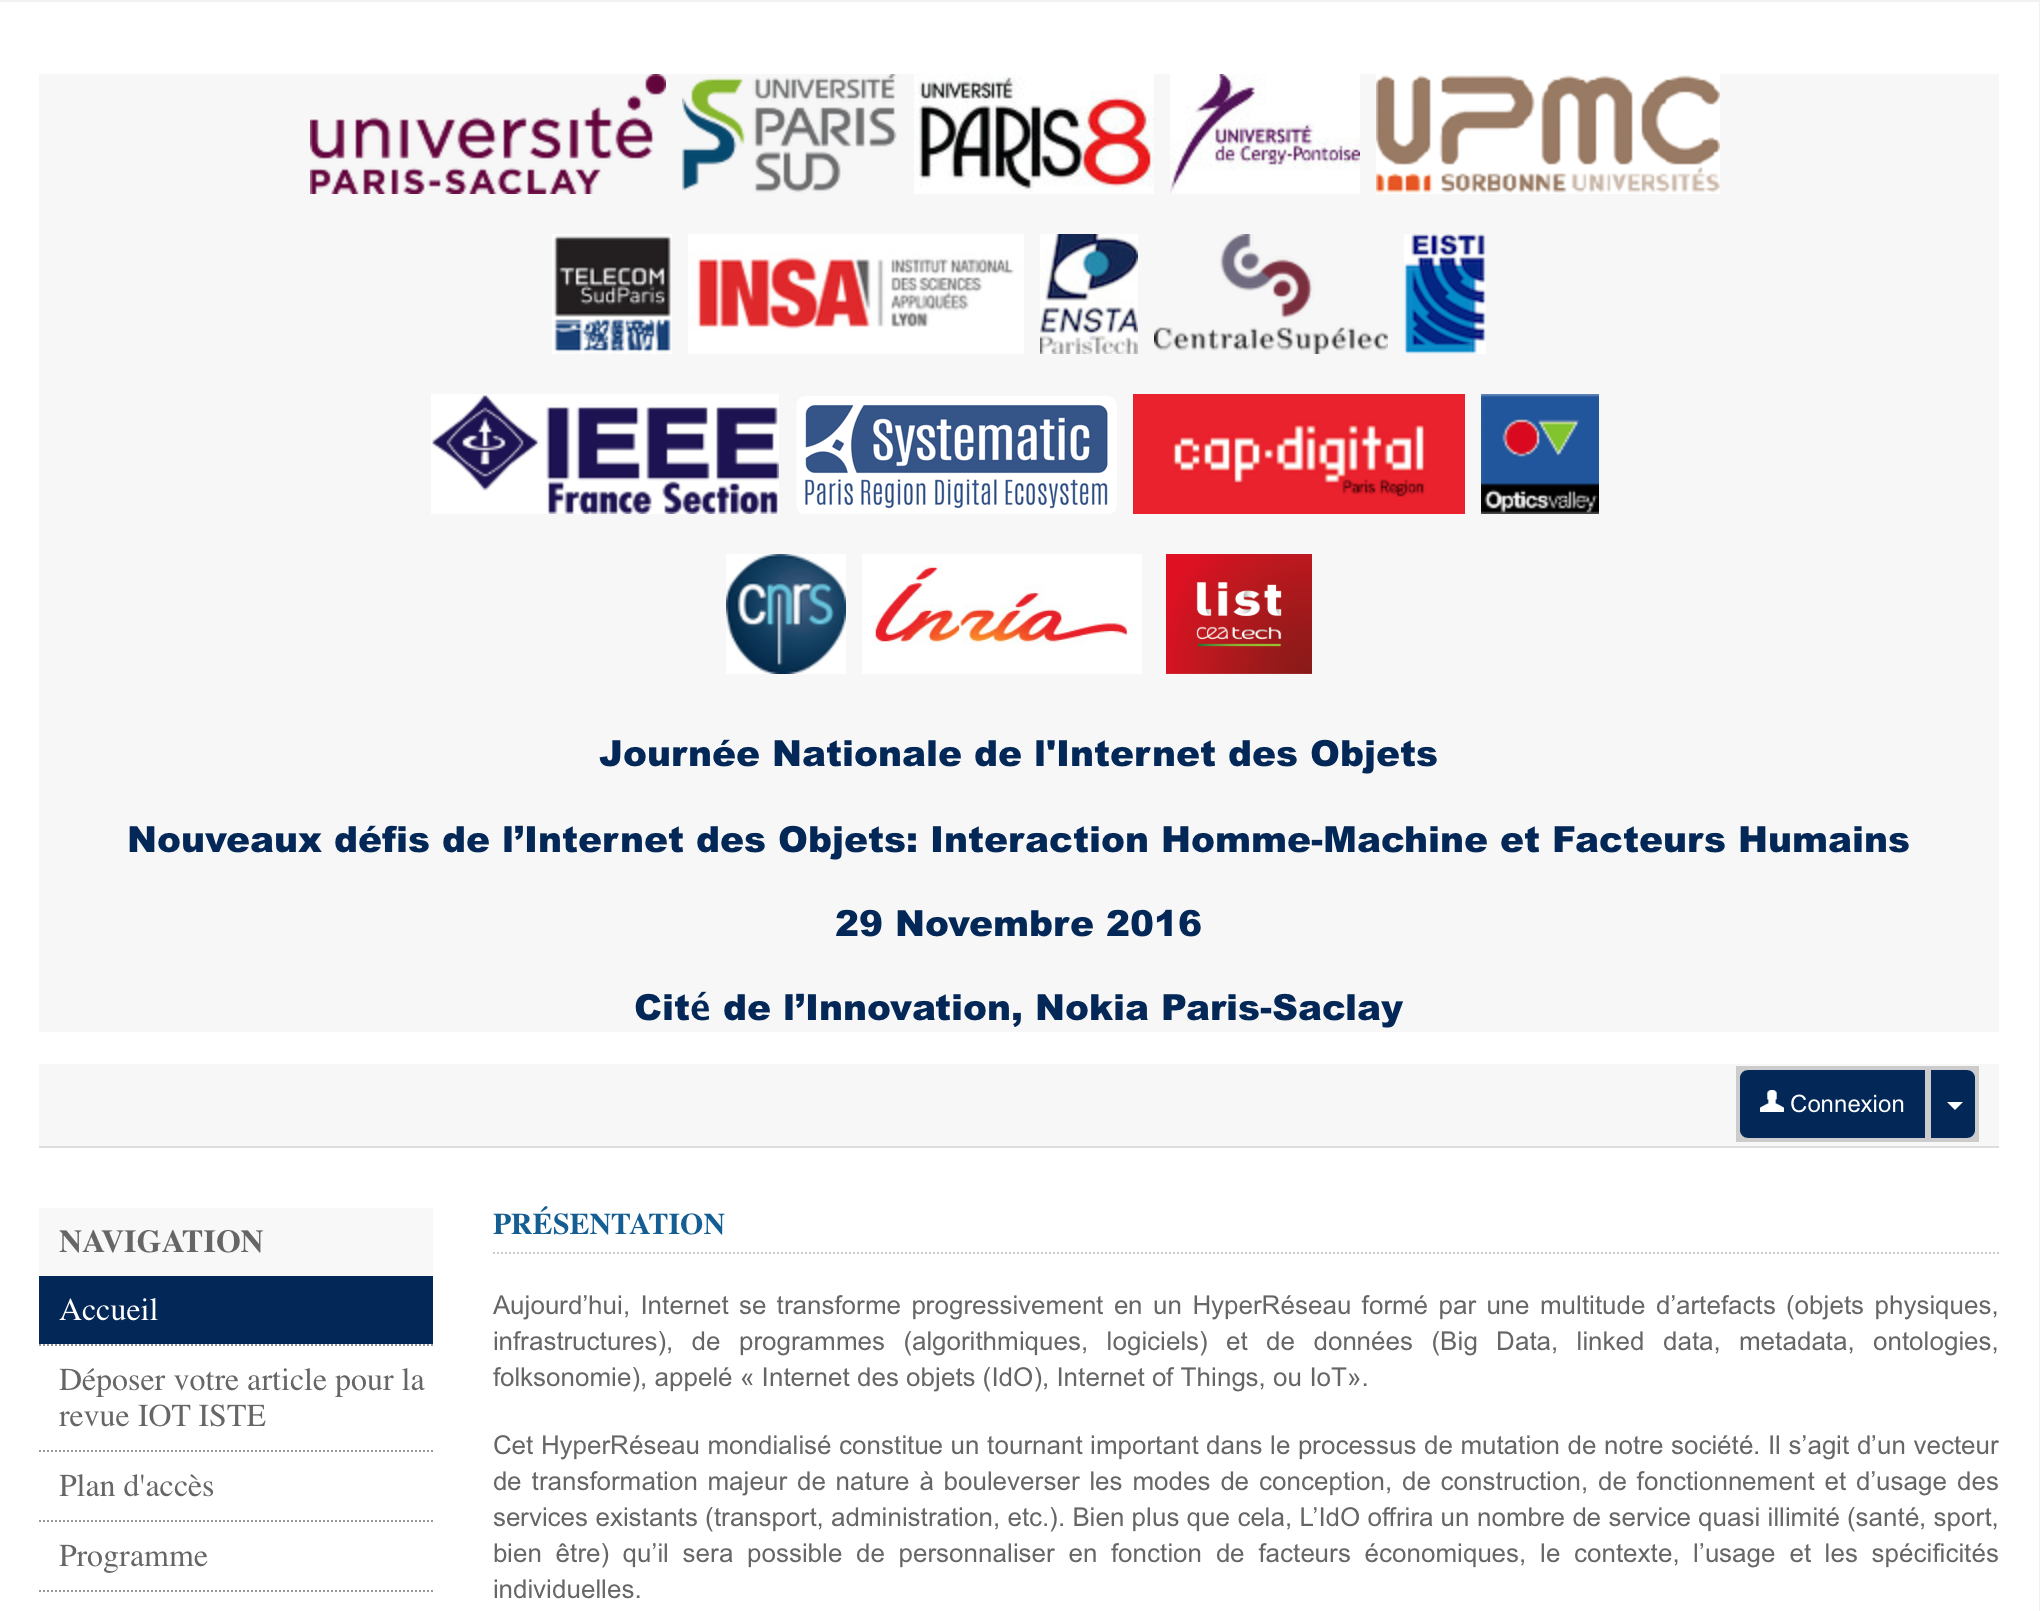 université
PARIS-SACLAY
UNIVERSITÉ
PARIS
SUD
UNIVERSITÉ
PARIS8
UNIVERSITÉ
de Cergy-Pontoise
UPMC
SORBONNE UNIVERSITÉS
TELECOM
SudParis
INSA
INSTITUT NATIONAL
DES SCIENCES
APPLIQUÉES
LYON
ENSTA
ParisTech
CentraleSupélec
EISTI
IEEE
France Section
Systematic
Paris Region Digital Ecosystem
cap·digital
Paris Region
Opticsvalley
cnrs
Inria
list
cea tech
Journée Nationale de l'Internet des Objets
Nouveaux défis de l’Internet des Objets: Interaction Homme-Machine et Facteurs Humains
29 Novembre 2016
Cité de l’Innovation, Nokia Paris-Saclay
Connexion
NAVIGATION
Accueil
Déposer votre article pour la
revue IOT ISTE
Plan d'accès
Programme
PRÉSENTATION
Aujourd’hui, Internet se transforme progressivement en un HyperRéseau formé par une multitude d’artefacts (objets physiques,
infrastructures), de programmes (algorithmiques, logiciels) et de données (Big Data, linked data, metadata, ontologies,
folksonomie), appelé « Internet des objets (IdO), Internet of Things, ou IoT».
Cet HyperRéseau mondialisé constitue un tournant important dans le processus de mutation de notre société. Il s’agit d’un vecteur
de transformation majeur de nature à bouleverser les modes de conception, de construction, de fonctionnement et d’usage des
services existants (transport, administration, etc.). Bien plus que cela, L’IdO offrira un nombre de service quasi illimité (santé, sport,
bien être) qu’il sera possible de personnaliser en fonction de facteurs économiques, le contexte, l’usage et les spécificités
individuelles.